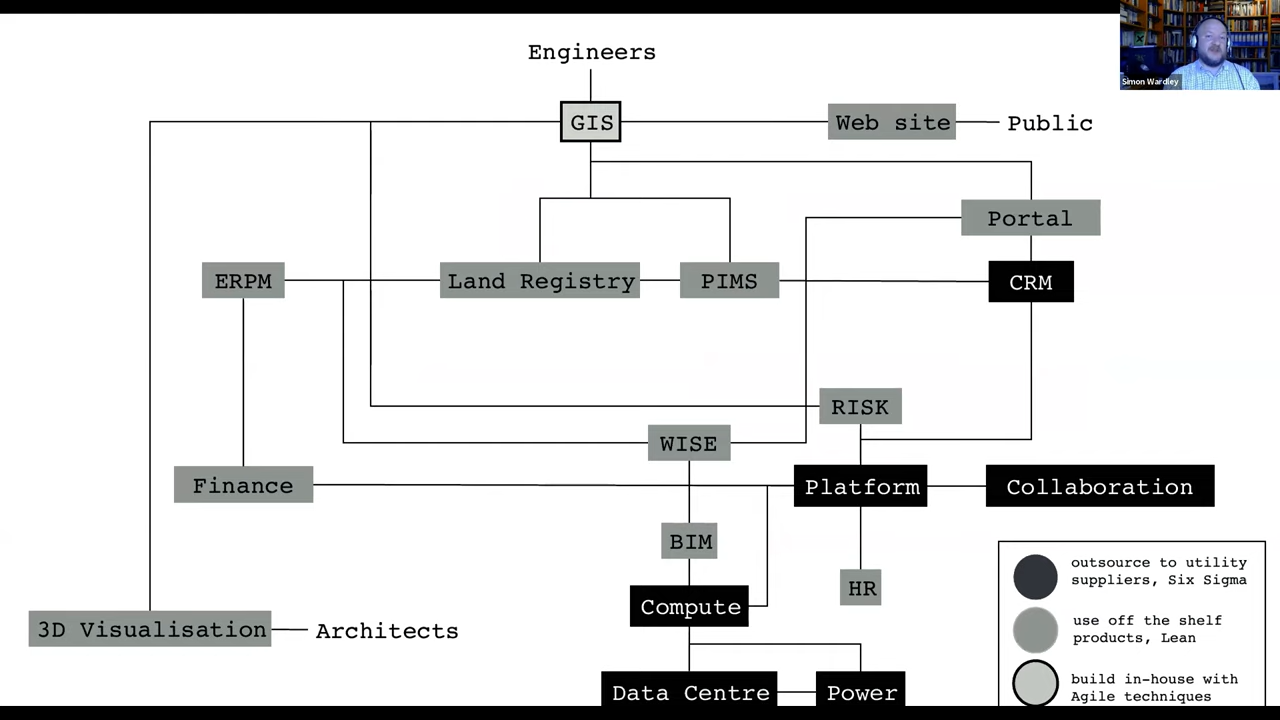 Engineers
Simon Wardley
GIS
Web site
Public
Portal
ERPM
Land Registry
PIMS
CRM
RISK
WISE
Finance
Platform
Collaboration
BIM
HR
Compute
3D Visualisation
Architects
Data Centre
Power
outsource to utility
suppliers, Six Sigma
use off the shelf
products, Lean
build in-house with
Agile techniques